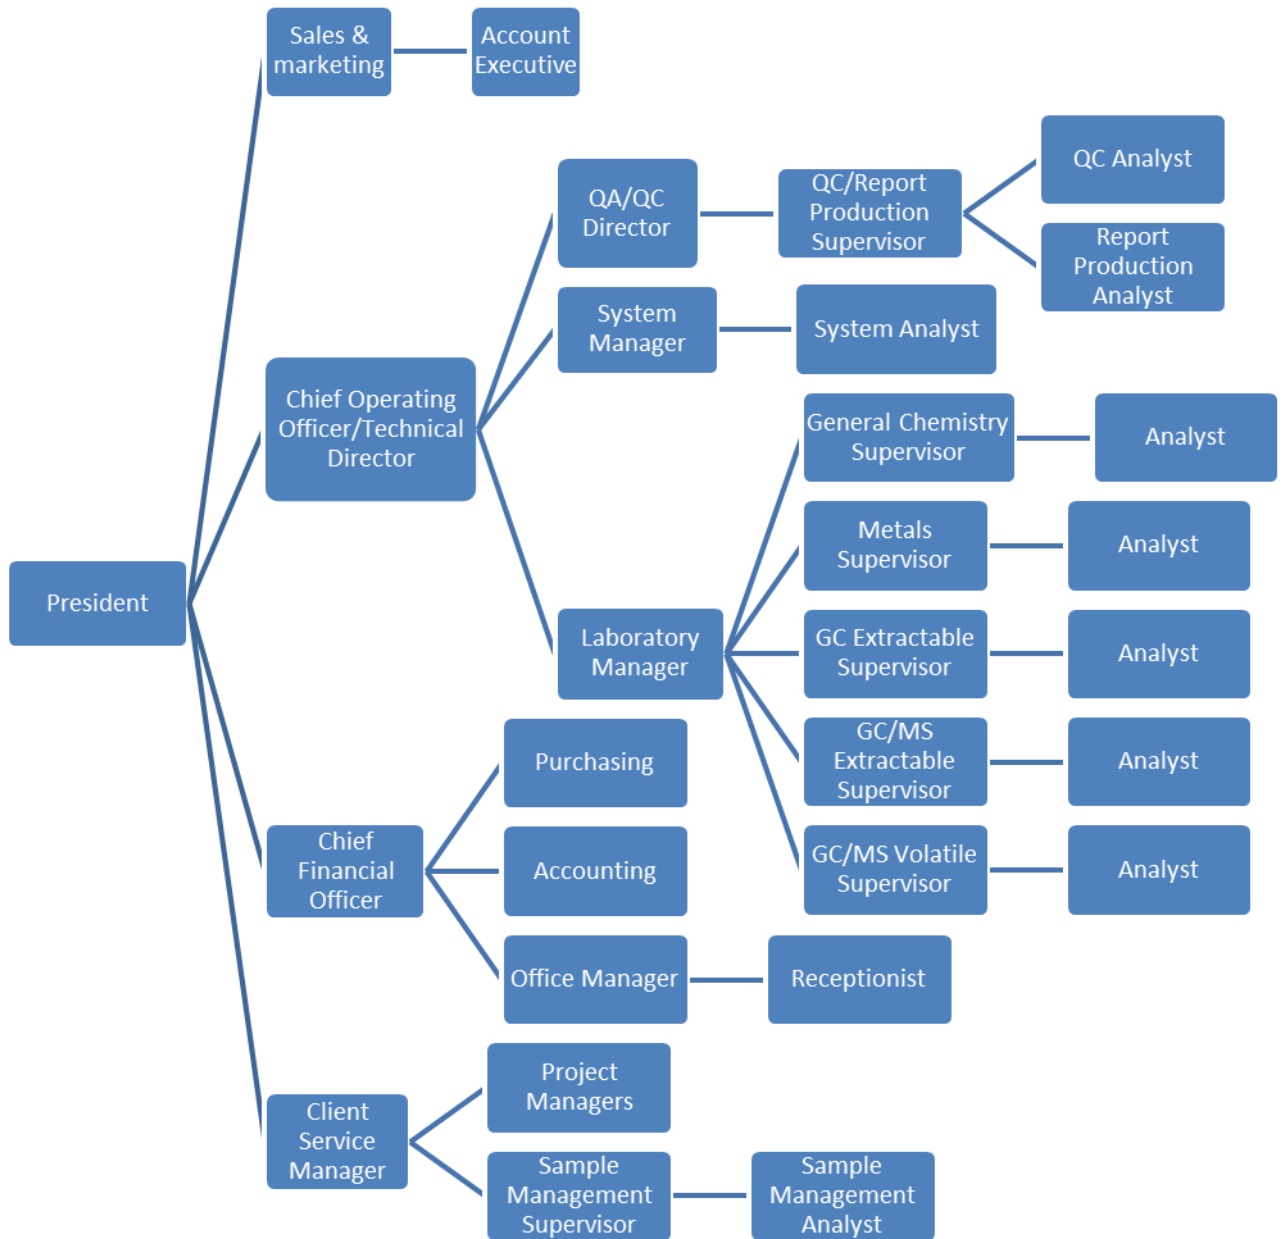 Sales &
marketing
Account
Executive
QA/QC
Director
QC/Report
Production
Supervisor
QC Analyst
Report
Production
Analyst
System
Manager
System Analyst
Chief Operating
Officer/Technical
Director
General Chemistry
Supervisor
Analyst
Metals
Supervisor
Analyst
President
Laboratory
Manager
GC Extractable
Supervisor
Analyst
GC/MS
Extractable
Supervisor
Analyst
GC/MS Volatile
Supervisor
Analyst
Chief
Financial
Officer
Purchasing
Accounting
Office Manager
Receptionist
Client
Service
Manager
Project
Managers
Sample
Management
Supervisor
Sample
Management
Analyst